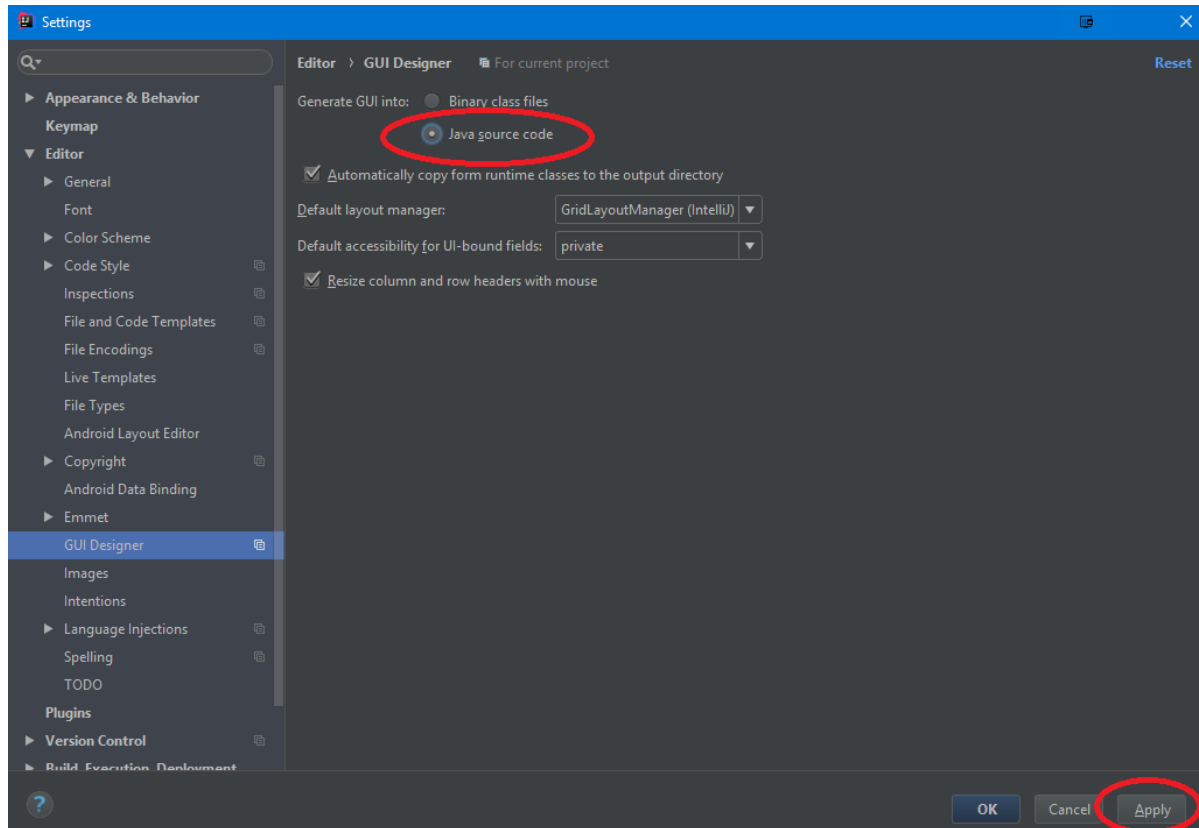 Settings
Appearance & Behavior
Keymap
Editor
General
Font
Color Scheme
Code Style
Inspections
File and Code Templates
File Encodings
Live Templates
File Types
Android Layout Editor
Copyright
Android Data Binding
Emmet
GUI Designer
Images
Intentions
Language Injections
Spelling
TODO
Plugins
Version Control
Build, Execution, Deployment
Editor › GUI Designer For current project Reset
Generate GUI into: Binary class files
Java source code
Automatically copy form runtime classes to the output directory
Default layout manager: GridLayoutManager (IntelliJ)
Default accessibility for UI-bound fields: private
Resize column and row headers with mouse
? OK Cancel Apply